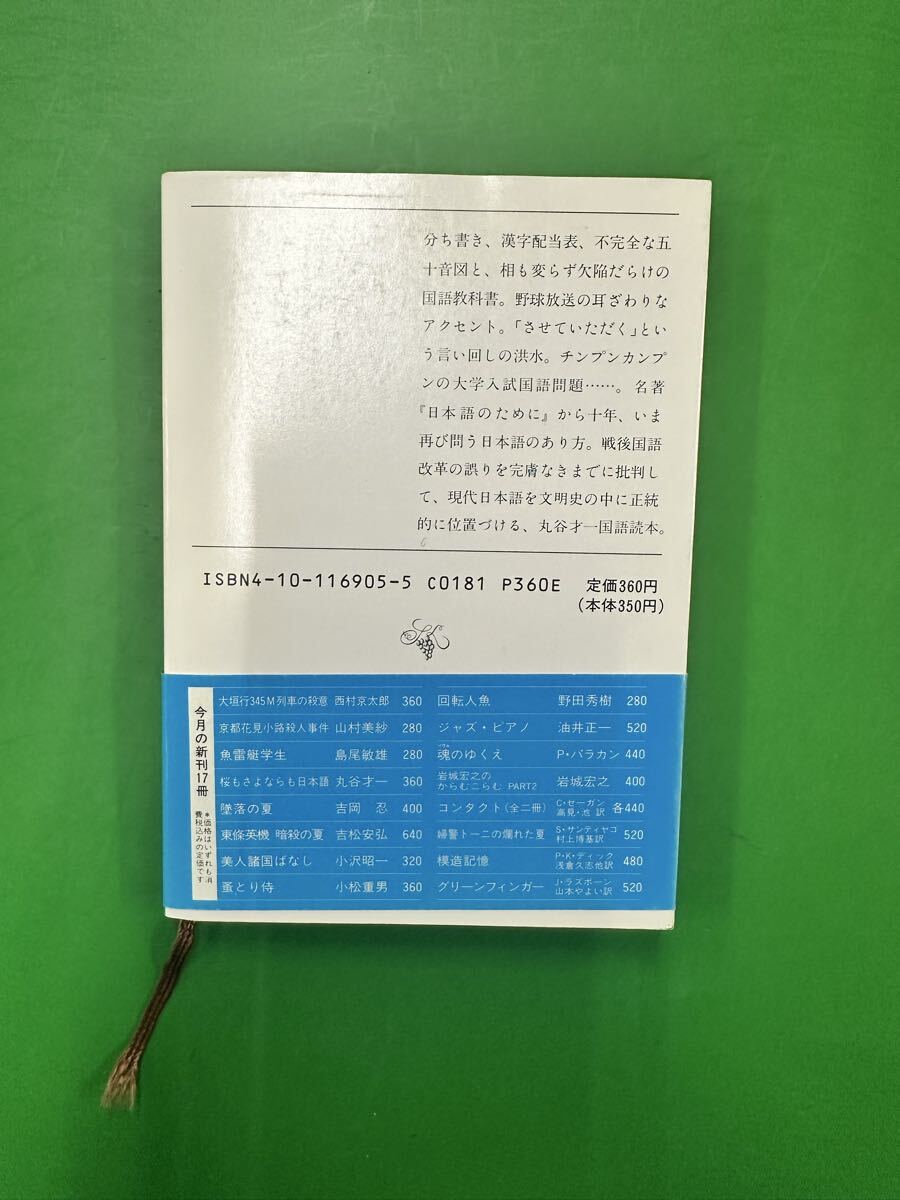 分ち書き、漢字配当表、不完全な五
十音図と、相も変らず欠陥だらけの
国語教科書。野球放送の耳ざわりな
アクセント。「させていただく」とい
う言い回しの洪水。チンプンカンプ
ンの大学入試国語問題……。名著
『日本語のために』から十年、いま
再び問う日本語のあり方。戦後国語
改革の誤りを完膚なきまでに批判し
て、現代日本語を文明史の中に正統
的に位置づける、丸谷才一国語読本。
ISBN4-10-116905-5 C0181 P360E 定価360円
(本体350円)
今月の新刊17冊
*価格はいずれも消
費税込みの定価です
大垣行345M列車の殺意 西村京太郎 360
京都花見小路殺人事件 山村美紗 280
魚雷艇学生 島尾敏雄 280
桜もさよならも日本語 丸谷才一 360
墜落の夏 吉岡 忍 400
東條英機 暗殺の夏 吉松安弘 640
美人諸国ばなし 小沢昭一 320
蚤とり侍 小松重男 360
回転人魚 野田秀樹 280
ジャズ・ピアノ 油井正一 520
魂のゆくえ P・バラカン 440
岩城宏之の
からむこらむ PART2 岩城宏之 400
コンタクト(全二冊) C・セーガン
高見・池 訳 各440
婦警トーニの爛れた夏 S・サンティヤコ
村上博基訳 520
模造記憶 P・K・ディック
浅倉久志他訳 480
グリーンフィンガー J・ラズボーン
山本やよい訳 520